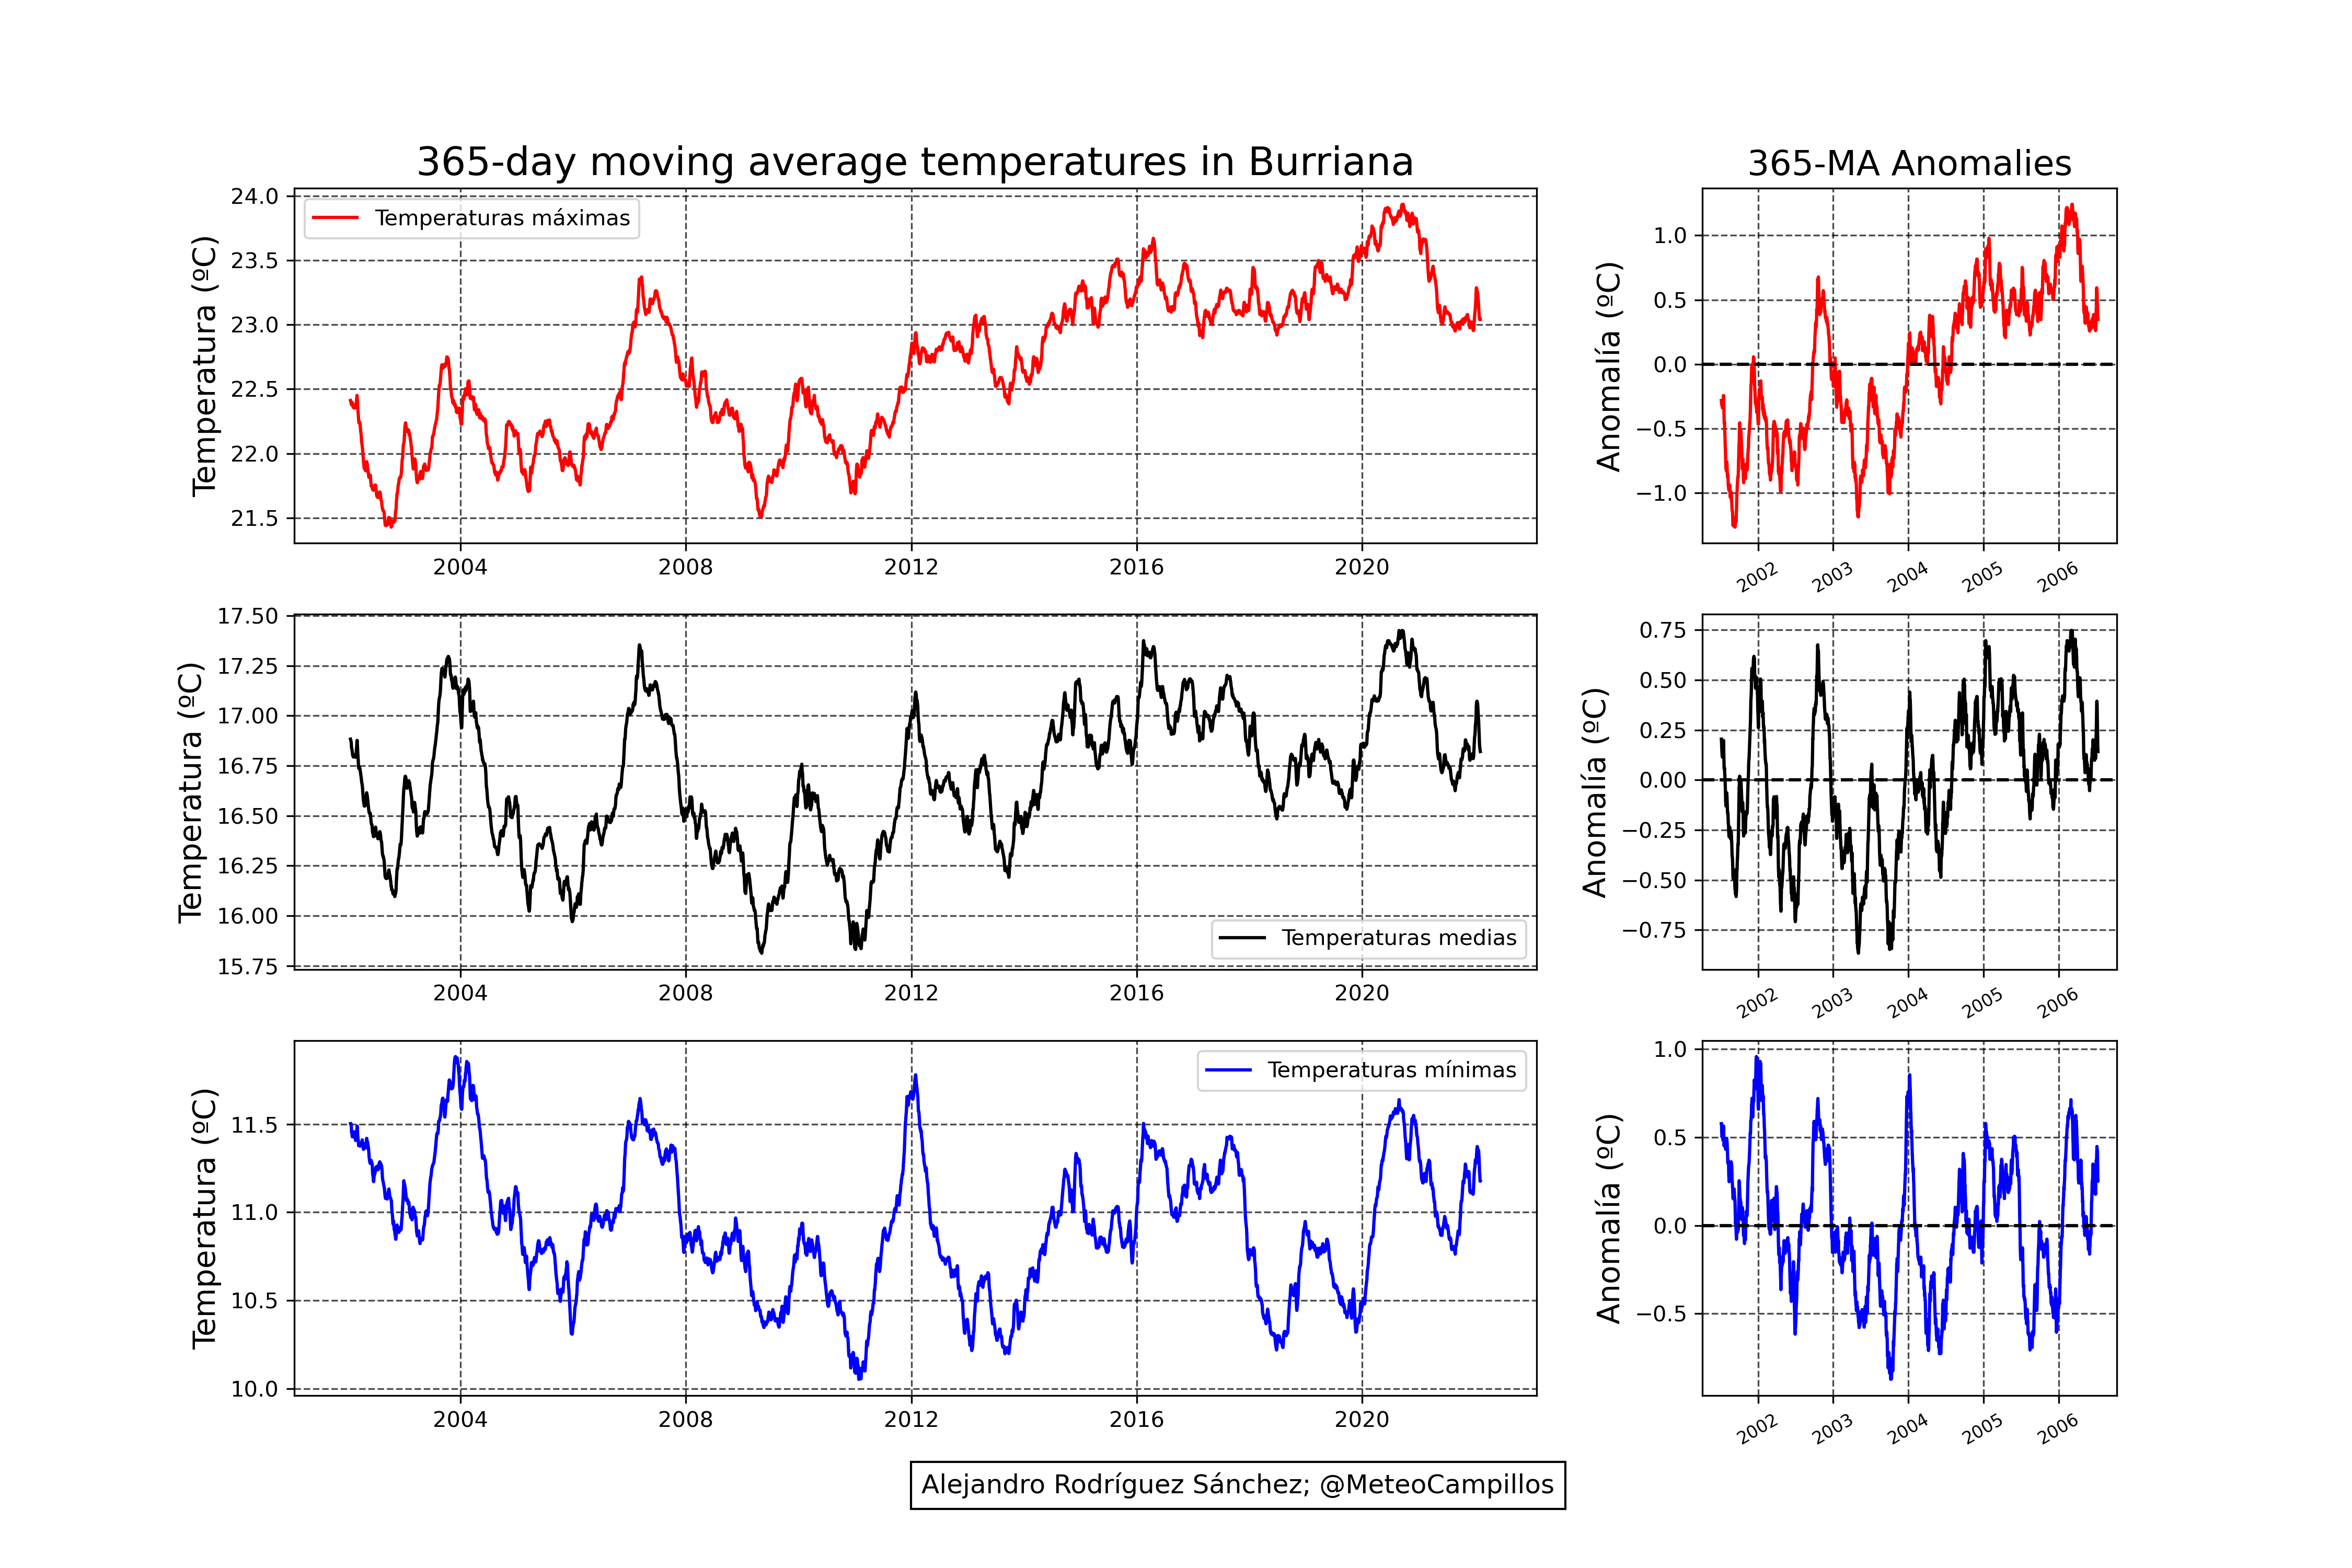 365-day moving average temperatures in Burriana
Temperatura (ºC)
24.0
23.5
23.0
22.5
22.0
21.5
Temperaturas máximas
2004 2008 2012 2016 2020
365-MA Anomalies
Anomalía (ºC)
1.0
0.5
0.0
−0.5
−1.0
2002 2003 2004 2005 2006
Temperatura (ºC)
17.50
17.25
17.00
16.75
16.50
16.25
16.00
15.75
Temperaturas medias
2004 2008 2012 2016 2020
Anomalía (ºC)
0.75
0.50
0.25
0.00
−0.25
−0.50
−0.75
2002 2003 2004 2005 2006
Temperatura (ºC)
11.5
11.0
10.5
10.0
Temperaturas mínimas
2004 2008 2012 2016 2020
Anomalía (ºC)
1.0
0.5
0.0
−0.5
2002 2003 2004 2005 2006
Alejandro Rodríguez Sánchez; @MeteoCampillos